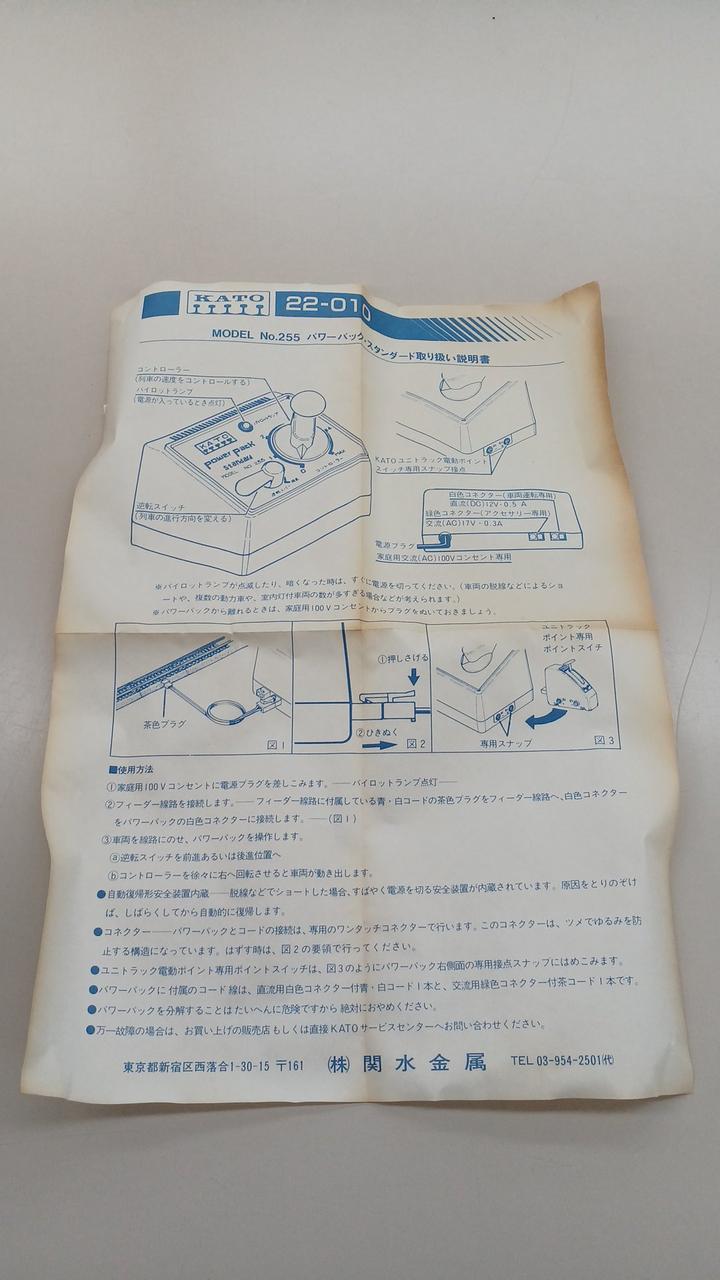 KATO
22-010
MODEL No.255 パワーパック・スタンダード取り扱い説明書
コントローラー
(列車の速度をコントロールする)
パイロットランプ
(電源が入っているとき点灯)
KATO
Power Pack
Standard
MODEL NO.255
MAX
コントローラー
0
逆転スイッチ
(列車の進行方向を変える)
KATOユニトラック電動ポイント
スイッチ専用スナップ接点
白色コネクター(車両運転専用)
直流(DC)12V・0.5A
緑色コネクター(アクセサリー専用)
交流(AC)17V・0.3A
電源プラグ
家庭用交流(AC)100Vコンセント専用
※パイロットランプが点滅したり、暗くなった時は、すぐに電源を切ってください。(車両の脱線などによるショ
ートや、複数の動力車や、室内灯付車両の数が多すぎる場合などが考えられます。)
※パワーパックから離れるときは、家庭用100Vコンセントからプラグをぬいておきましょう。
茶色プラグ
図1
①押しさげる
②ひきぬく
図2
ユニトラック
ポイント専用
ポイントスイチ
専用スナップ
図3
■使用方法
①家庭用100Vコンセントに電源プラグを差しこみます。——パイロットランプ点灯——
②フィーダー線路を接続します。——フィーダー線路に付属している青・白コードの茶色プラグをフィーダー線路へ、白色コネクター
をパワーパックの白色コネクターに接続します。——(図1)
③車両を線路にのせ、パワーパックを操作します。
ⓐ逆転スイッチを前進あるいは後進位置へ
ⓑコントローラーを徐々に右へ回転させると車両が動き出します。
●自動復帰形安全装置内蔵——脱線などでショートした場合、すばやく電源を切る安全装置が内蔵されています。原因をとりのぞけ
ば、しばらくしてから自動的に復帰します。
●コネクター——パワーパックとコードの接続は、専用のワンタッチコネクターで行います。このコネクターは、ツメでゆるみを防
止する構造になっています。はずす時は、図2の要領で行ってください。
●ユニトラック電動ポイント専用ポイントスイッチは、図3のようにパワーパック右側面の専用接点スナップにはめこみます。
●パワーパックに付属のコード線は、直流用白色コネクター付青・白コード1本と、交流用緑色コネクター付茶コード1本です。
●パワーパックを分解することはたいへんに危険ですから絶対におやめください。
●万一故障の場合は、お買い上げの販売店もしくは直接KATOサービスセンターへお問い合わせください。
東京都新宿区西落合1-30-15 〒161 (株)関水金属 TEL 03-954-2501(代)